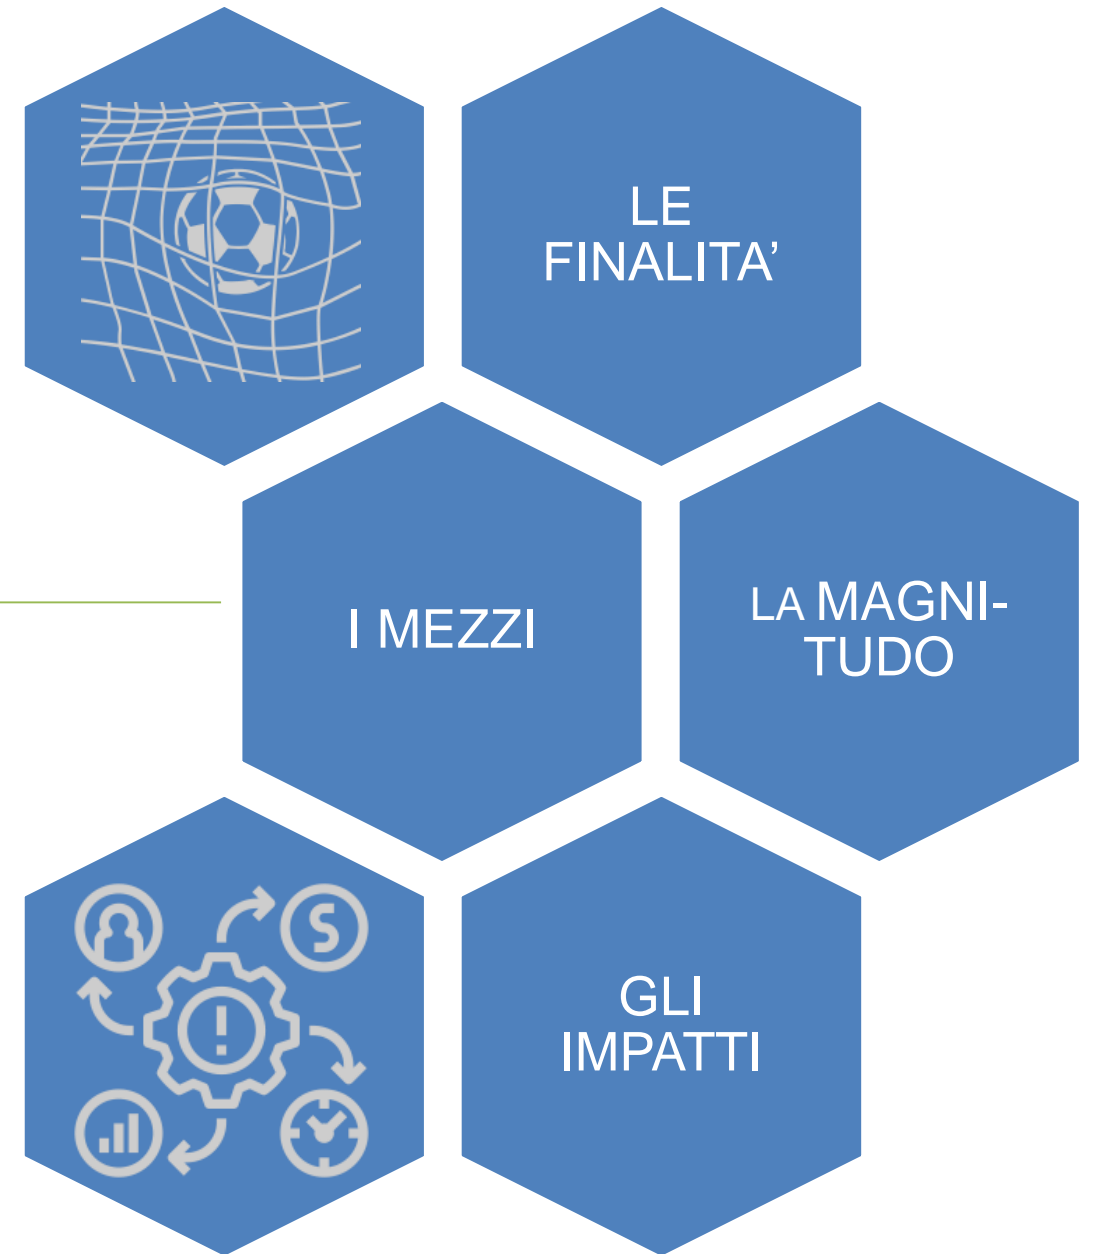 LE
FINALITA’
I MEZZI
LA MAGNI-
TUDO
GLI
IMPATTI